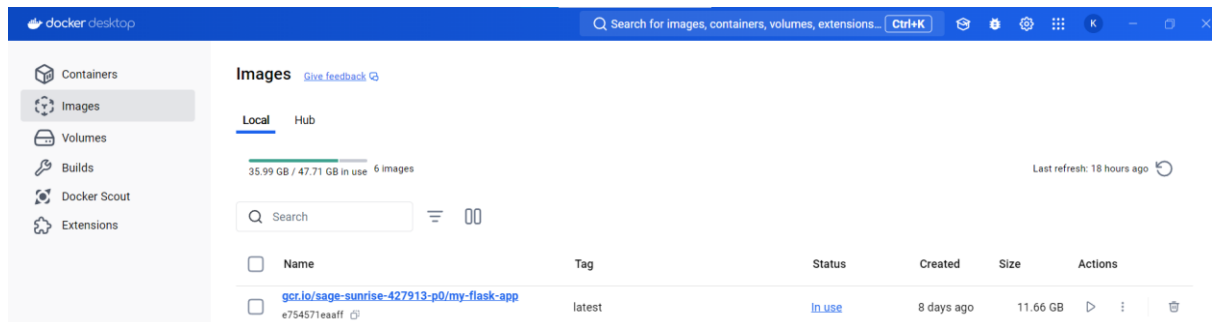 docker desktop
Search for images, containers, volumes, extensions... Ctrl+K
K
Containers
Images
Volumes
Builds
Docker Scout
Extensions
Images Give feedback
Local Hub
35.99 GB / 47.71 GB in use 6 images
Last refresh: 18 hours ago
Search
Name Tag Status Created Size Actions
gcr.io/sage-sunrise-427913-p0/my-flask-app latest In use 8 days ago 11.66 GB
e754571eaaff